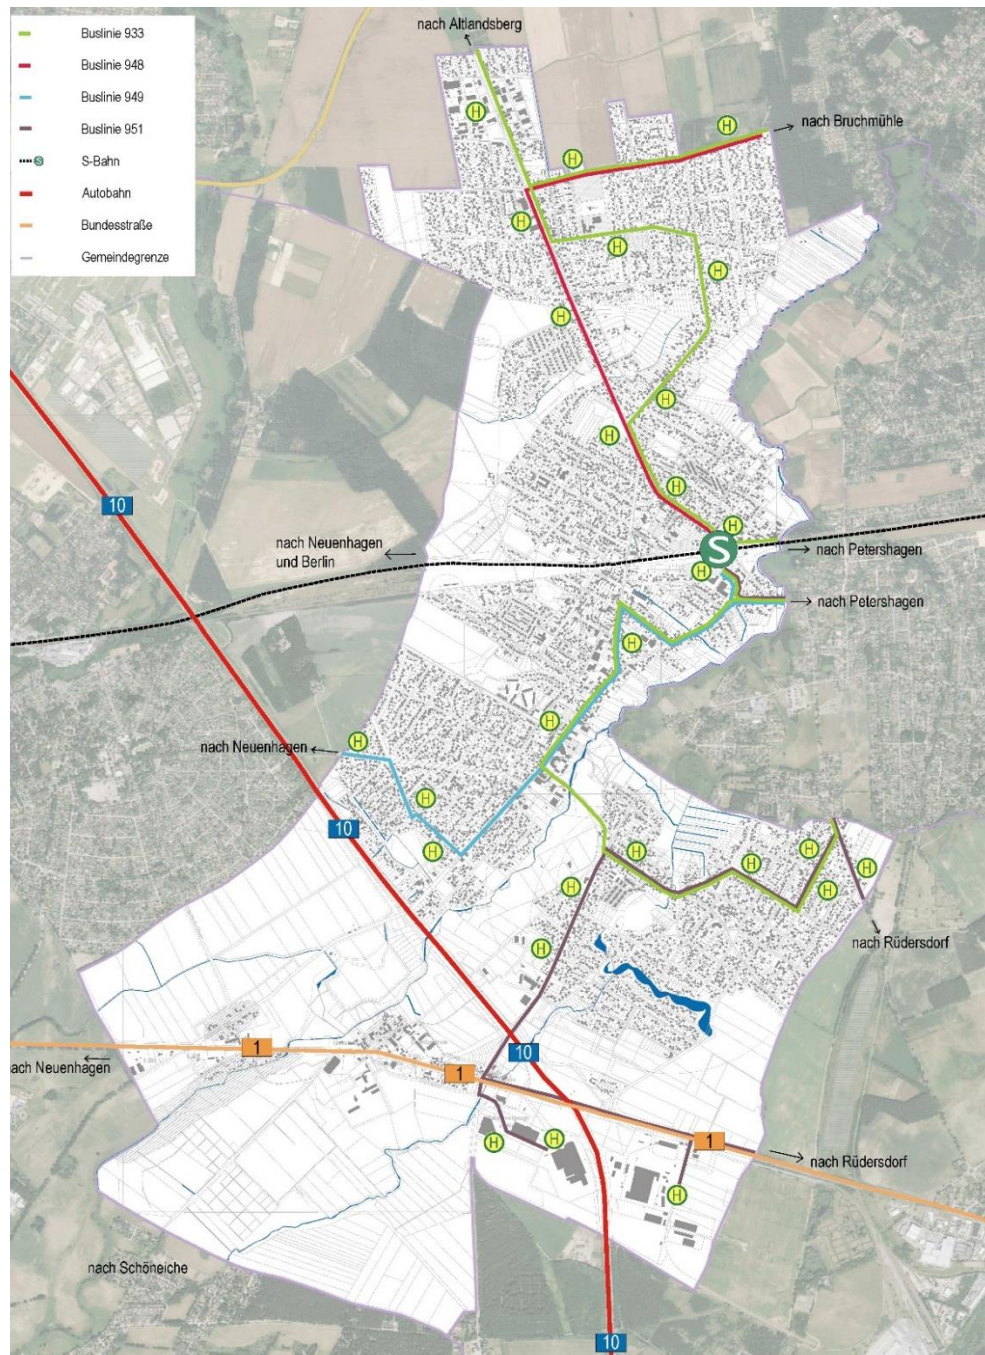 nach Altlandsberg
Buslinie 933
Buslinie 948
Buslinie 949
Buslinie 951
S
S-Bahn
Autobahn
Bundesstraße
Gemeindegrenze
H
H
nach Bruchmühle
H
H
H
H
H
H
H
10
H
H
nach Neuenhagen
und Berlin
S
nach Petershagen
H
nach Petershagen
H
H
nach Neuenhagen
H
H
10
H
H
H
H
H
H
H
H
nach Rüdersdorf
1
10
ach Neuenhagen
1
1
H
H
nach Rüdersdorf
H
nach Schöneiche
10